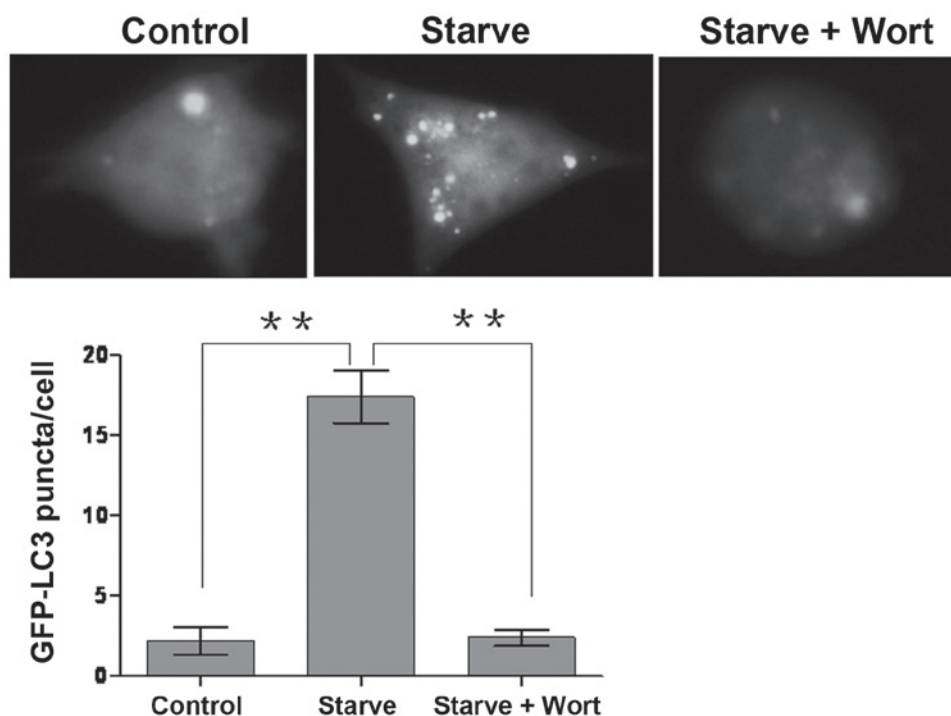 Control Starve Starve + Wort
** **
GFP-LC3 puncta/cell
20
15
10
5
0
Control Starve Starve + Wort